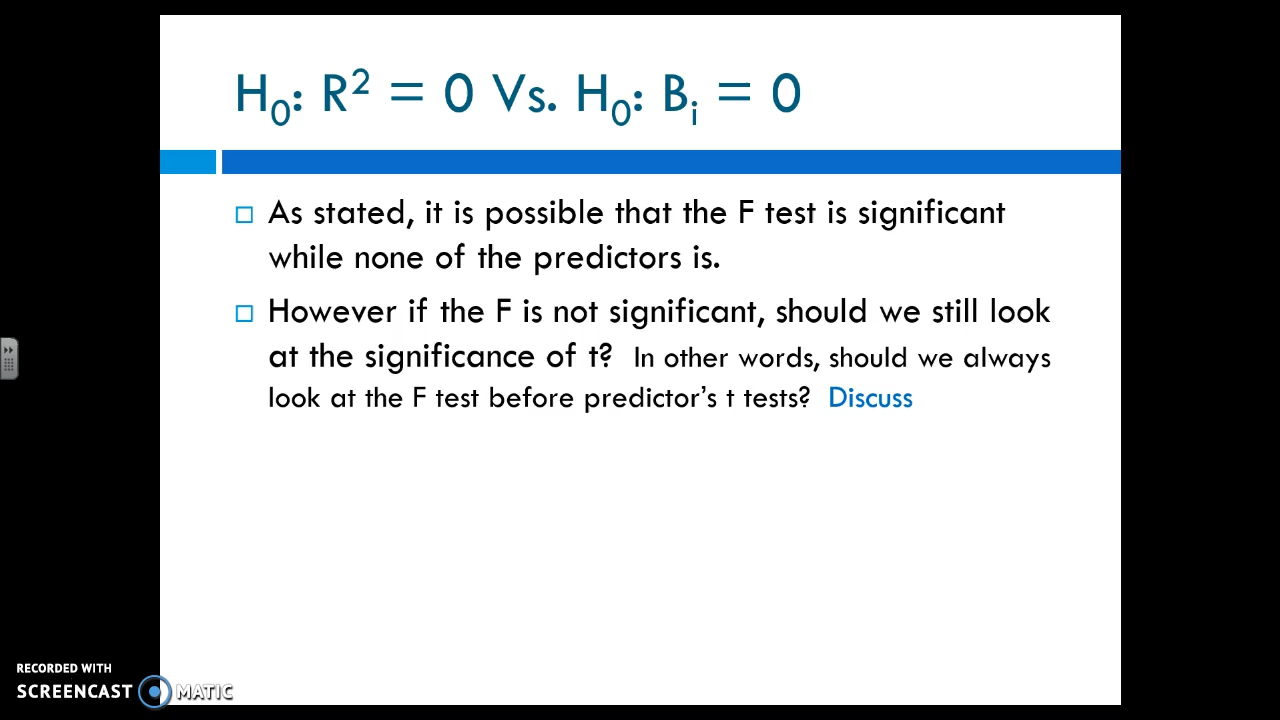 H₀: R² = 0 Vs. H₀: Bᵢ = 0
As stated, it is possible that the F test is significant
while none of the predictors is.
However if the F is not significant, should we still look
at the significance of t? In other words, should we always
look at the F test before predictor’s t tests? Discuss
RECORDED WITH
SCREENCAST MATIC